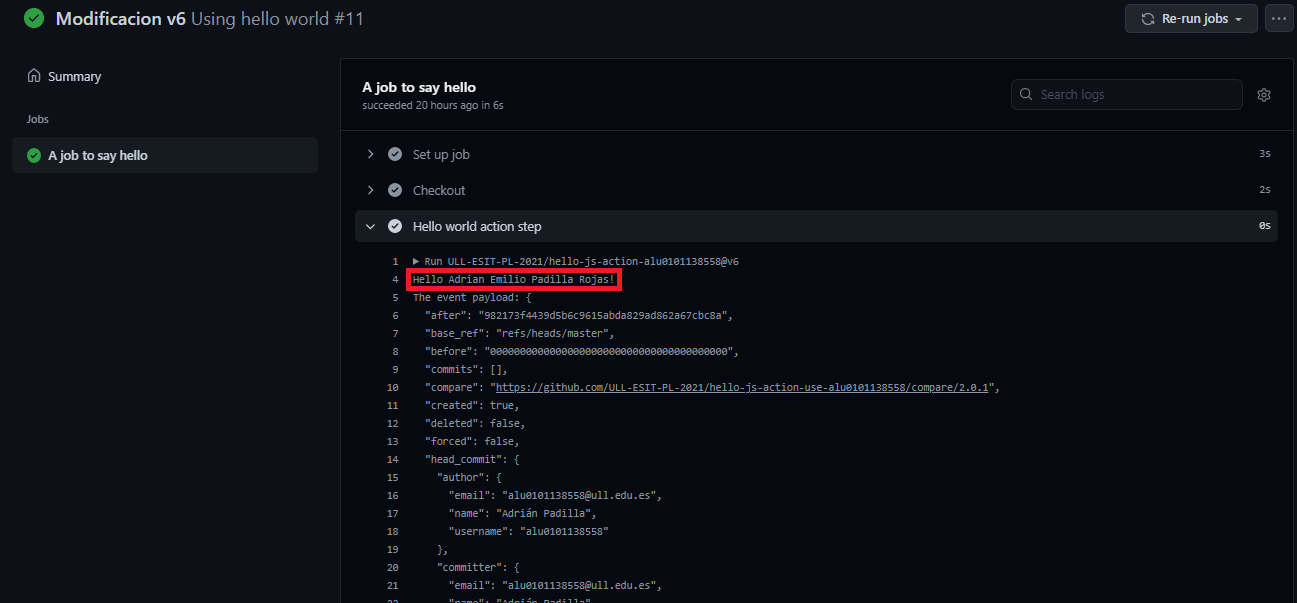 Modificacion v6 Using hello world #11
Re-run jobs
Summary
Jobs
A job to say hello
A job to say hello
succeeded 20 hours ago in 6s
Search logs
Set up job 3s
Checkout 2s
Hello world action step 0s
1 Run ULL-ESIT-PL-2021/hello-js-action-alu0101138558@v6
4 Hello Adrian Emilio Padilla Rojas!
5 The event payload: {
6 "after": "982173f4439d5b6c9615abda829ad862a67cbc8a",
7 "base_ref": "refs/heads/master",
8 "before": "0000000000000000000000000000000000000000",
9 "commits": [],
10 "compare": "https://github.com/ULL-ESIT-PL-2021/hello-js-action-use-alu0101138558/compare/2.0.1",
11 "created": true,
12 "deleted": false,
13 "forced": false,
14 "head_commit": {
15 "author": {
16 "email": "alu0101138558@ull.edu.es",
17 "name": "Adrián Padilla",
18 "username": "alu0101138558"
19 },
20 "committer": {
21 "email": "alu0101138558@ull.edu.es",
22 "name": "Adrián Padilla",